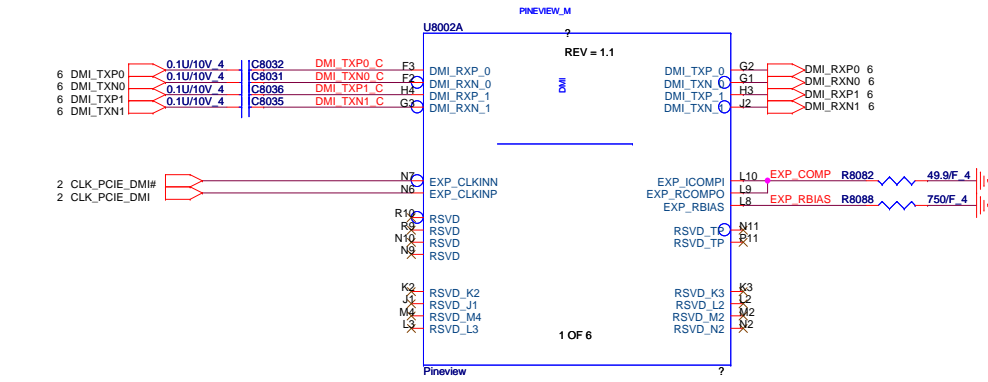 PINEVIEW_M
U8002A
?
REV = 1.1
DMI
6 DMI_TXP0 0.1U/10V_4 C8032 DMI_TXP0_C F3 DMI_RXP_0 DMI_TXP_0 G2 DMI_RXP0 6
6 DMI_TXN0 0.1U/10V_4 C8031 DMI_TXN0_C F2 DMI_RXN_0 DMI_TXN_0 G1 DMI_RXN0 6
6 DMI_TXP1 0.1U/10V_4 C8036 DMI_TXP1_C H4 DMI_RXP_1 DMI_TXP_1 H3 DMI_RXP1 6
6 DMI_TXN1 0.1U/10V_4 C8035 DMI_TXN1_C G3 DMI_RXN_1 DMI_TXN_1 J2 DMI_RXN1 6
2 CLK_PCIE_DMI# N7 EXP_CLKINN EXP_ICOMPI L10 EXP_COMP R8082 49.9/F_4
2 CLK_PCIE_DMI N6 EXP_CLKINP EXP_RCOMPO L9
EXP_RBIAS L8 EXP_RBIAS R8088 750/F_4
R10 RSVD
R9 RSVD RSVD_TP N11
N10 RSVD RSVD_TP P11
N9 RSVD
K2 RSVD_K2 RSVD_K3 K3
J1 RSVD_J1 RSVD_L2 L2
M4 RSVD_M4 RSVD_M2 M2
L3 RSVD_L3 RSVD_N2 N2
1 OF 6
Pineview ?